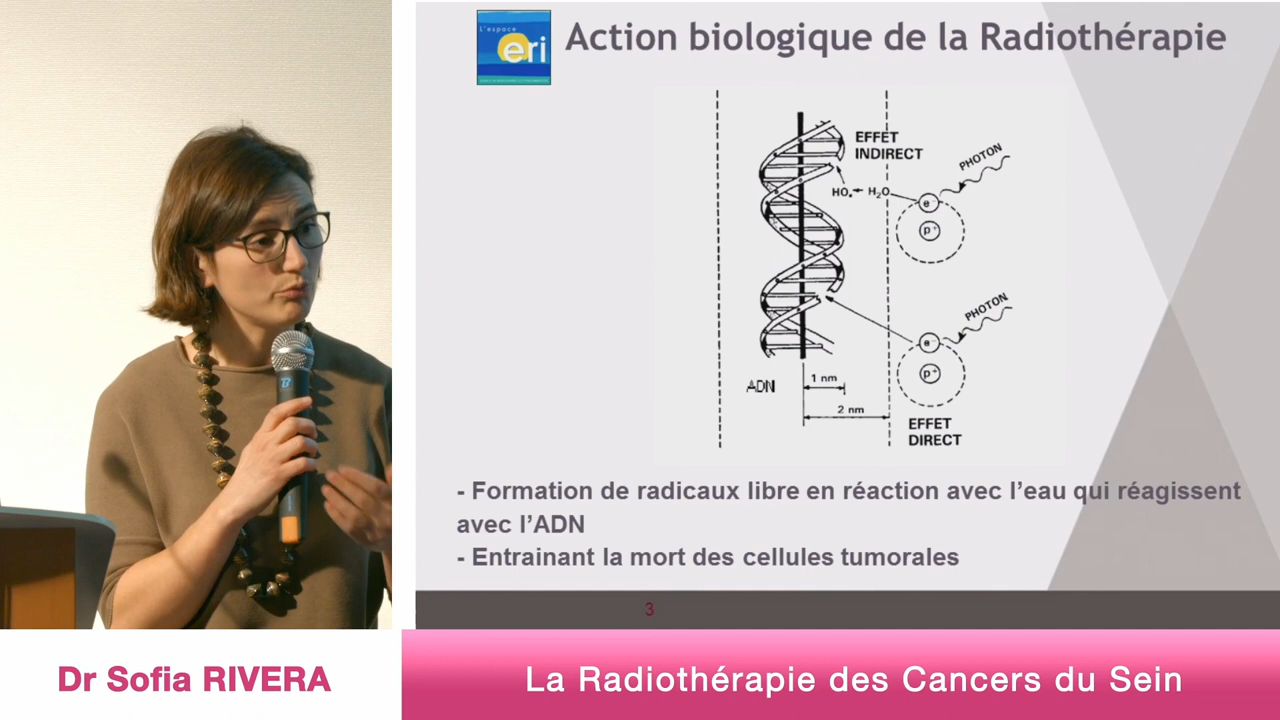 L'espace
eri
Action biologique de la Radiothérapie
EFFET
INDIRECT
PHOTON
HO. H₂O
e⁻
p⁺
PHOTON
e⁻
p⁺
ADN
1 nm
2 nm
EFFET
DIRECT
- Formation de radicaux libre en réaction avec l'eau qui réagissent
avec l'ADN
- Entrainant la mort des cellules tumorales
3
Dr Sofia RIVERA
La Radiothérapie des Cancers du Sein